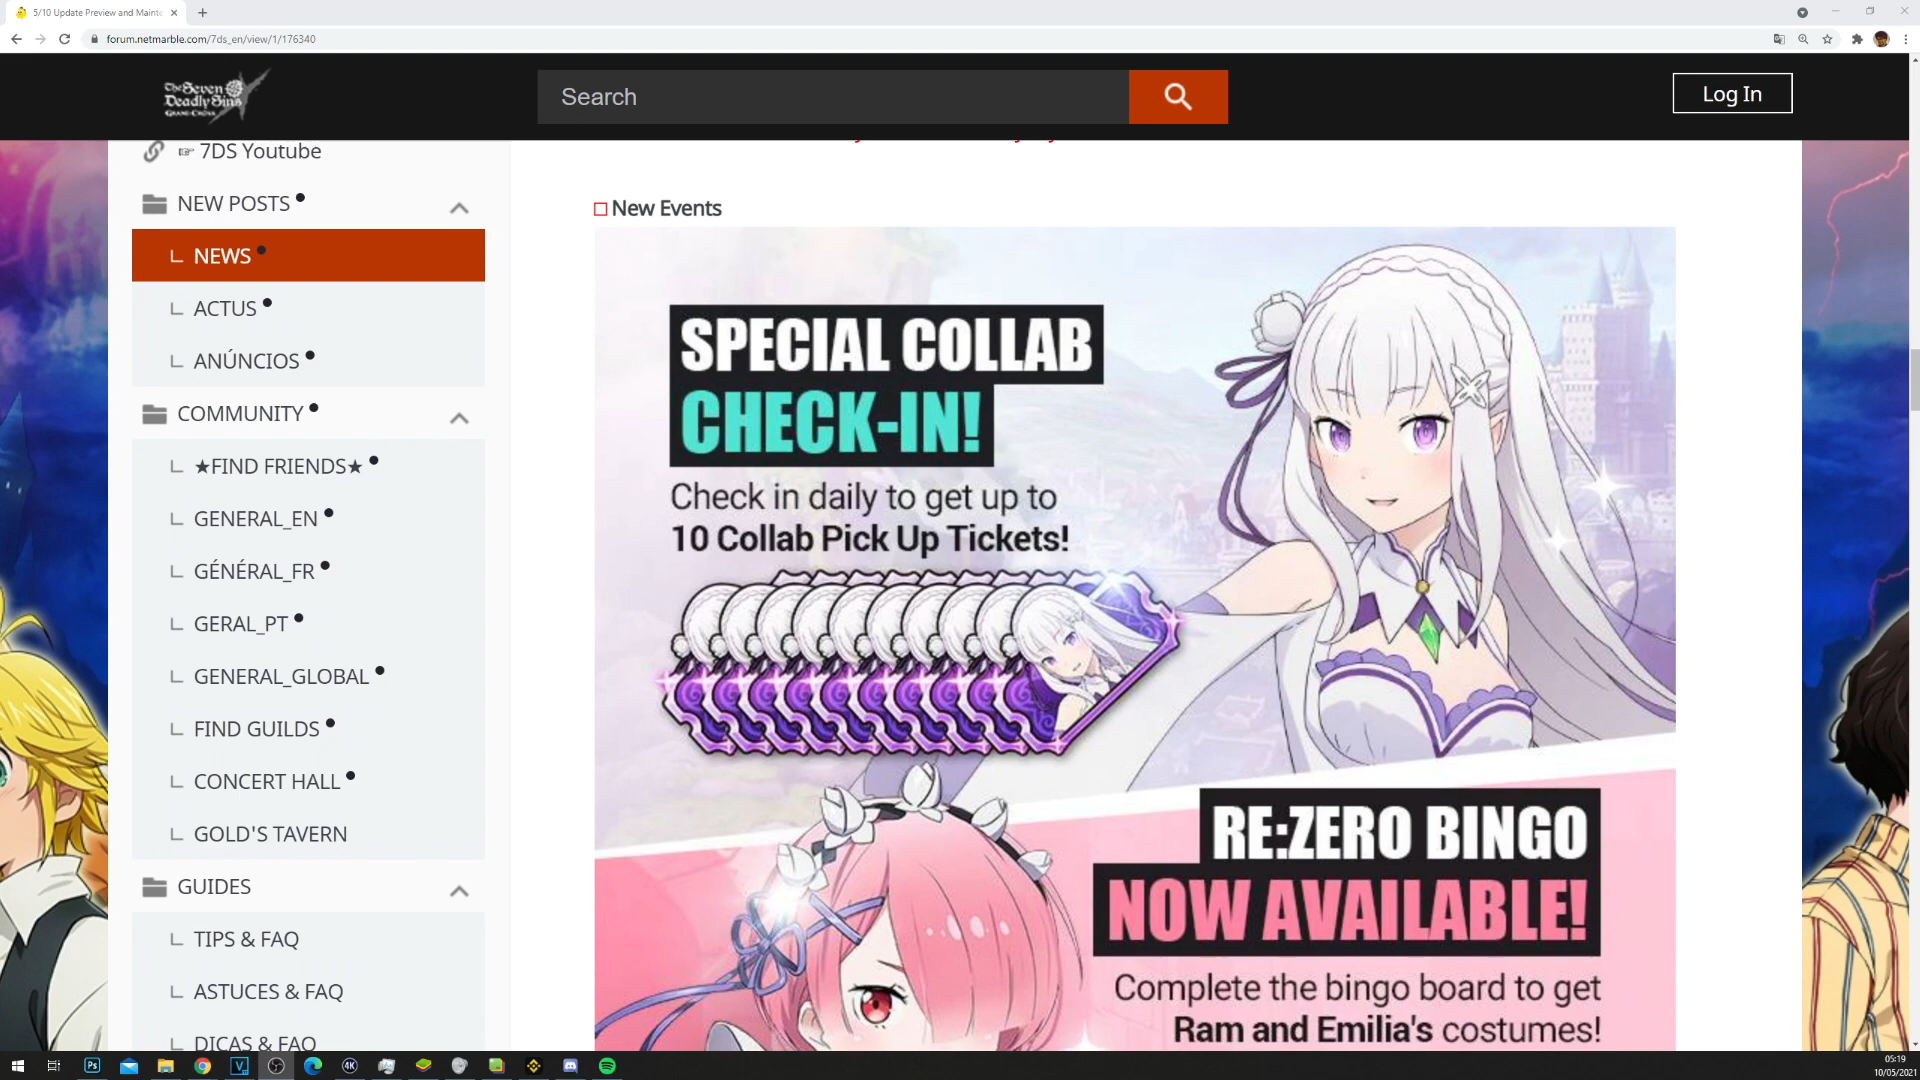 5/10 Update Preview and Mainte
forum.netmarble.com/7ds_en/view/1/176340
The Seven
Deadly Sins
GRAND CROSS
Search
Log In
☞ 7DS Youtube
NEW POSTS
NEWS
ACTUS
ANÚNCIOS
COMMUNITY
★FIND FRIENDS★
GENERAL_EN
GÉNÉRAL_FR
GERAL_PT
GENERAL_GLOBAL
FIND GUILDS
CONCERT HALL
GOLD'S TAVERN
GUIDES
TIPS & FAQ
ASTUCES & FAQ
DICAS & FAQ
□ New Events
SPECIAL COLLAB
CHECK-IN!
Check in daily to get up to
10 Collab Pick Up Tickets!
RE:ZERO BINGO
NOW AVAILABLE!
Complete the bingo board to get
Ram and Emilia's costumes!
Ps
V
4K
05:19
10/05/2021